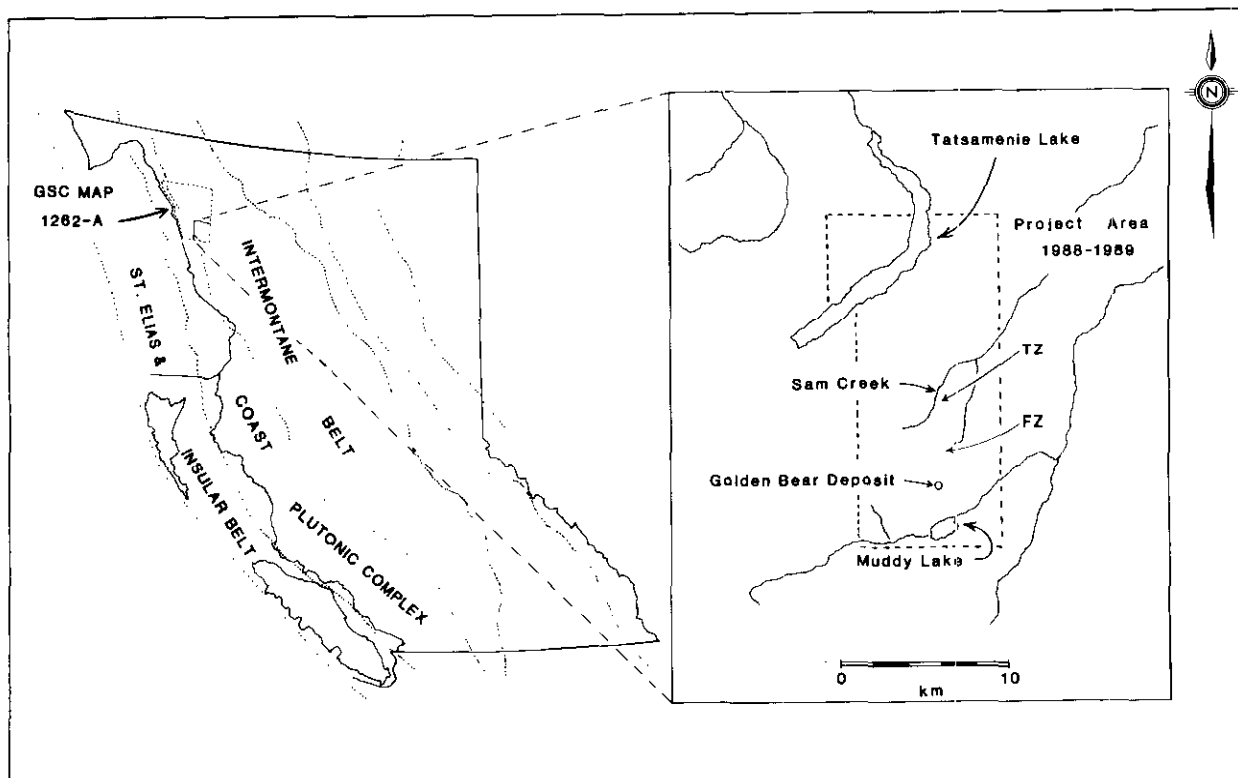 GSC MAP
1262-A
ST. ELIAS &
INTERMONTANE
BELT
COAST
PLUTONIC COMPLEX
INSULAR BELT
N
Tatsamenie Lake
Project Area
1988-1989
TZ
Sam Creek
FZ
Golden Bear Deposit
Muddy Lake
0
10
km